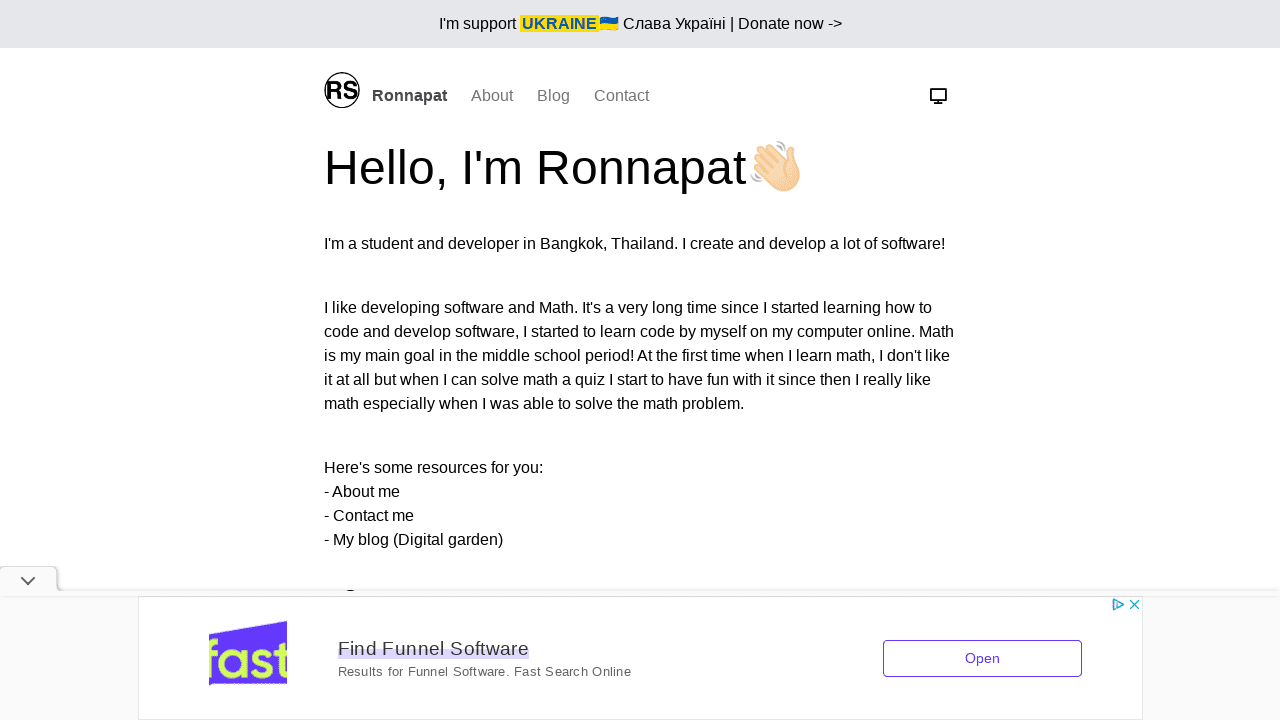 I'm support UKRAINE🇺🇦 Слава Україні | Donate now ->
RS Ronnapat About Blog Contact
Hello, I'm Ronnapat👋🏻
I'm a student and developer in Bangkok, Thailand. I create and develop a lot of software!
I like developing software and Math. It's a very long time since I started learning how to
code and develop software, I started to learn code by myself on my computer online. Math
is my main goal in the middle school period! At the first time when I learn math, I don't like
it at all but when I can solve math a quiz I start to have fun with it since then I really like
math especially when I was able to solve the math problem.
Here's some resources for you:
- About me
- Contact me
- My blog (Digital garden)
fast
Find Funnel Software
Results for Funnel Software. Fast Search Online
Open